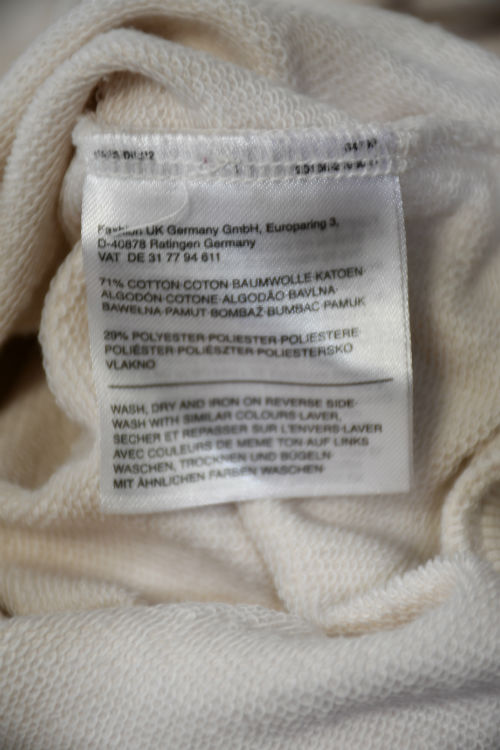 Fashion UK Germany GmbH, Europaring 3,
D-40878 Ratingen Germany
VAT DE 31 77 94 611
71% COTTON·COTON·BAUMWOLLE·KATOEN·
ALGODÓN·COTONE·ALGODÃO·BAVLNA·
BAWEŁNA·PAMUT·BOMBAŽ·BUMBAC·PAMUK
29% POLYESTER·POLIESTER·POLIESTERE·
POLIÉSTER·POLIÉSZTER·POLIESTERSKO
VLAKNO
WASH, DRY AND IRON ON REVERSE SIDE·
WASH WITH SIMILAR COLOURS·LAVER,
SECHER ET REPASSER SUR L'ENVERS·LAVER
AVEC COULEURS DE MEME TON·AUF LINKS
WASCHEN, TROCKNEN UND BÜGELN·
MIT ÄHNLICHEN FARBEN WASCHEN·